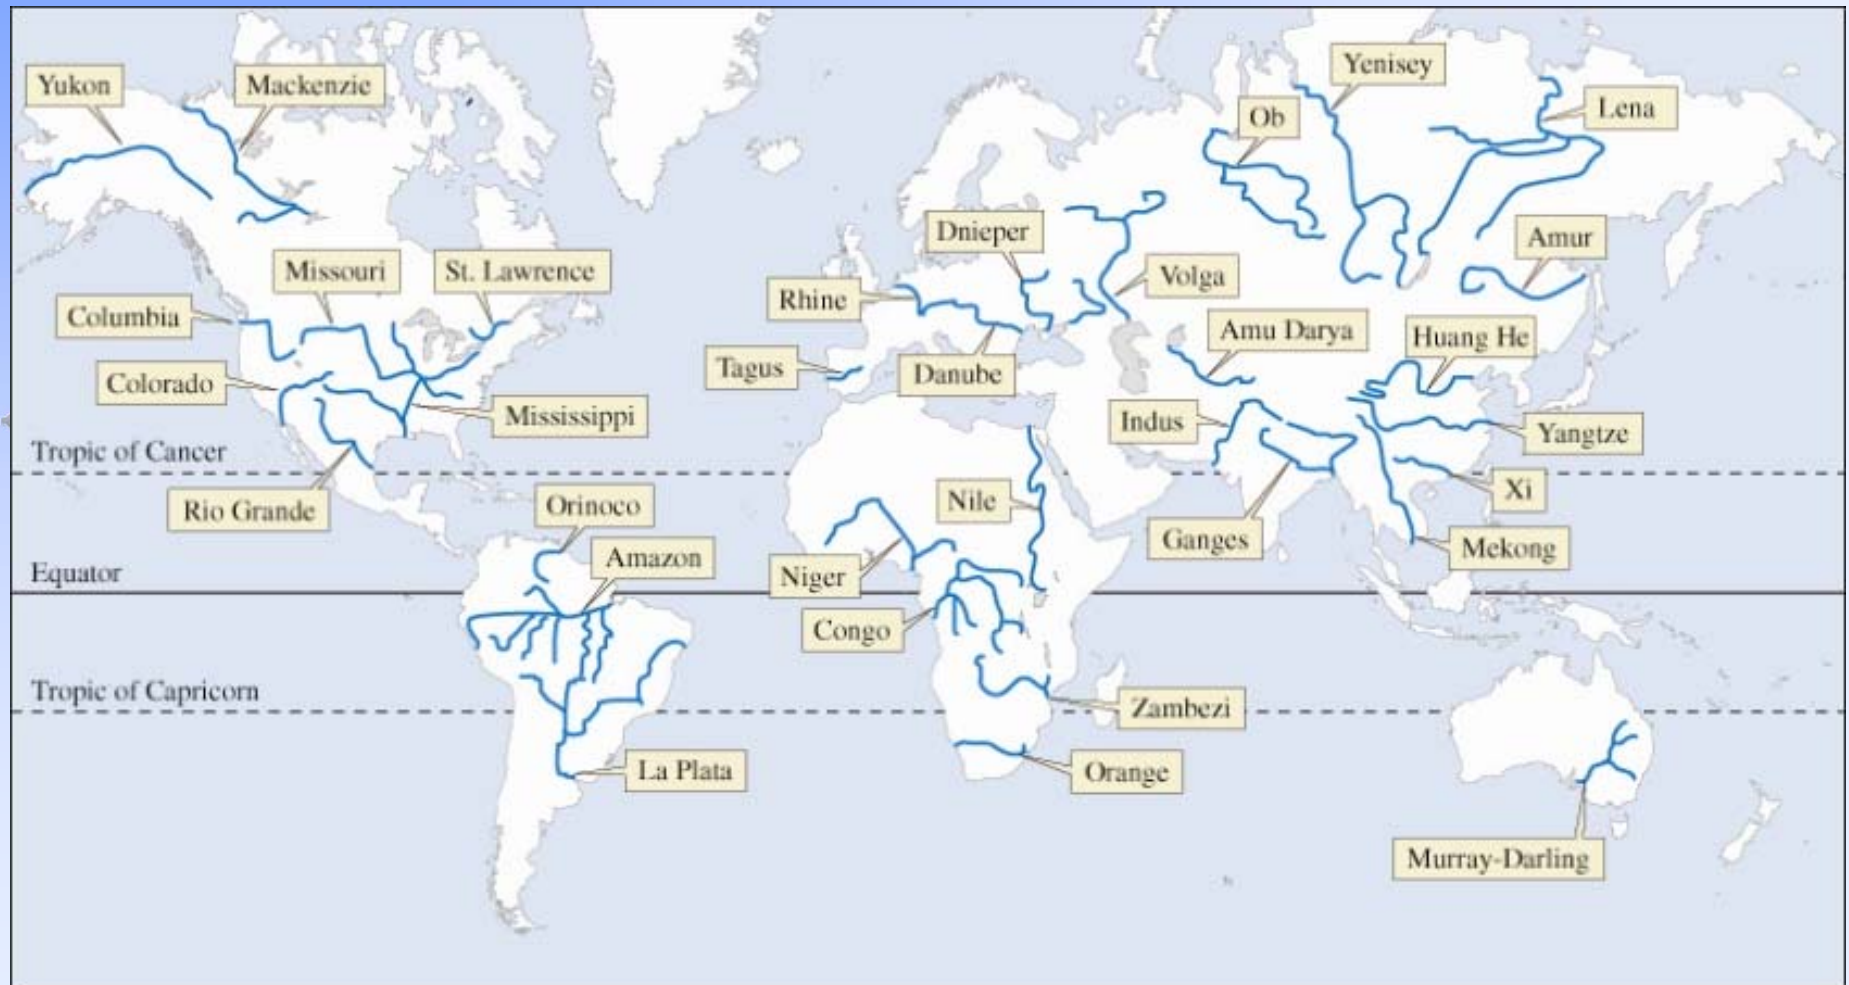 Yukon
Mackenzie
Yenisey
Ob
Lena
Dnieper
Amur
Missouri
St. Lawrence
Volga
Rhine
Columbia
Amu Darya
Huang He
Tagus
Danube
Colorado
Mississippi
Indus
Yangtze
Tropic of Cancer
Rio Grande
Orinoco
Nile
Xi
Ganges
Mekong
Amazon
Equator
Niger
Congo
Tropic of Capricorn
Zambezi
La Plata
Orange
Murray-Darling